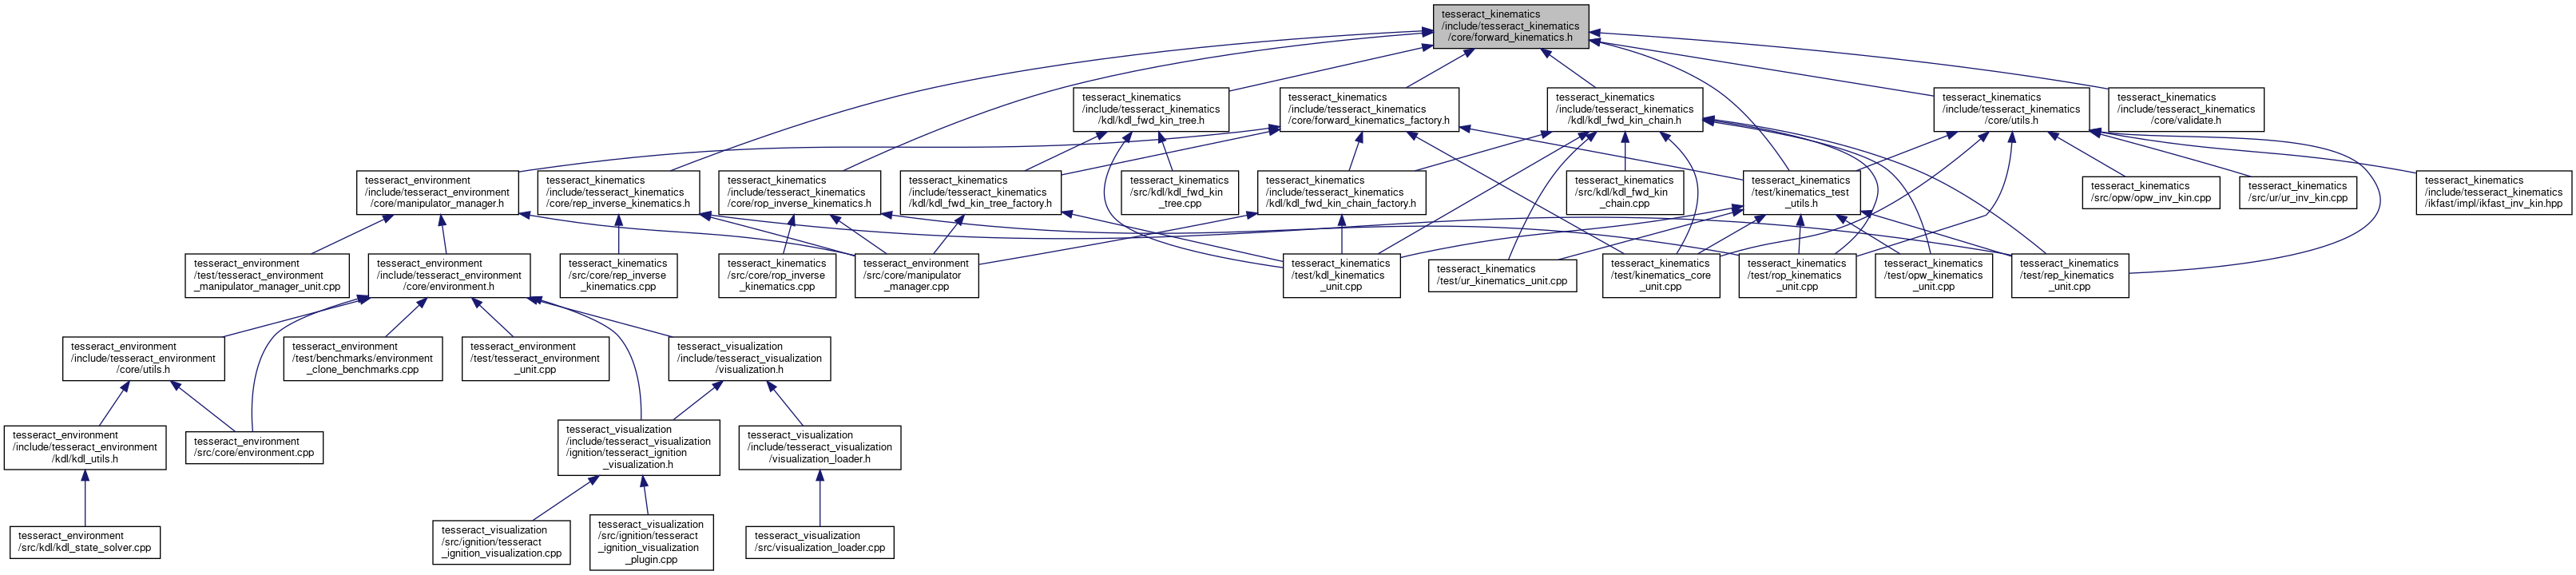 tesseract_kinematics
/include/tesseract_kinematics
/core/forward_kinematics.h
tesseract_kinematics
/include/tesseract_kinematics
/kdl/kdl_fwd_kin_tree.h
tesseract_kinematics
/include/tesseract_kinematics
/core/forward_kinematics_factory.h
tesseract_kinematics
/include/tesseract_kinematics
/kdl/kdl_fwd_kin_chain.h
tesseract_kinematics
/include/tesseract_kinematics
/core/utils.h
tesseract_kinematics
/include/tesseract_kinematics
/core/validate.h
tesseract_environment
/include/tesseract_environment
/core/manipulator_manager.h
tesseract_kinematics
/include/tesseract_kinematics
/core/rep_inverse_kinematics.h
tesseract_kinematics
/include/tesseract_kinematics
/core/rop_inverse_kinematics.h
tesseract_kinematics
/include/tesseract_kinematics
/kdl/kdl_fwd_kin_tree_factory.h
tesseract_kinematics
/src/kdl/kdl_fwd_kin
_tree.cpp
tesseract_kinematics
/include/tesseract_kinematics
/kdl/kdl_fwd_kin_chain_factory.h
tesseract_kinematics
/src/kdl/kdl_fwd_kin
_chain.cpp
tesseract_kinematics
/test/kinematics_test
_utils.h
tesseract_kinematics
/src/opw/opw_inv_kin.cpp
tesseract_kinematics
/src/ur/ur_inv_kin.cpp
tesseract_kinematics
/include/tesseract_kinematics
/ikfast/impl/ikfast_inv_kin.hpp
tesseract_environment
/test/tesseract_environment
_manipulator_manager_unit.cpp
tesseract_environment
/include/tesseract_environment
/core/environment.h
tesseract_kinematics
/src/core/rep_inverse
_kinematics.cpp
tesseract_kinematics
/src/core/rop_inverse
_kinematics.cpp
tesseract_environment
/src/core/manipulator
_manager.cpp
tesseract_kinematics
/test/kdl_kinematics
_unit.cpp
tesseract_kinematics
/test/ur_kinematics_unit.cpp
tesseract_kinematics
/test/kinematics_core
_unit.cpp
tesseract_kinematics
/test/rop_kinematics
_unit.cpp
tesseract_kinematics
/test/opw_kinematics
_unit.cpp
tesseract_kinematics
/test/rep_kinematics
_unit.cpp
tesseract_environment
/include/tesseract_environment
/core/utils.h
tesseract_environment
/test/benchmarks/environment
_clone_benchmarks.cpp
tesseract_environment
/test/tesseract_environment
_unit.cpp
tesseract_visualization
/include/tesseract_visualization
/visualization.h
tesseract_environment
/include/tesseract_environment
/kdl/kdl_utils.h
tesseract_environment
/src/core/environment.cpp
tesseract_visualization
/include/tesseract_visualization
/ignition/tesseract_ignition
_visualization.h
tesseract_visualization
/include/tesseract_visualization
/visualization_loader.h
tesseract_environment
/src/kdl/kdl_state_solver.cpp
tesseract_visualization
/src/ignition/tesseract
_ignition_visualization.cpp
tesseract_visualization
/src/ignition/tesseract
_ignition_visualization
_plugin.cpp
tesseract_visualization
/src/visualization_loader.cpp